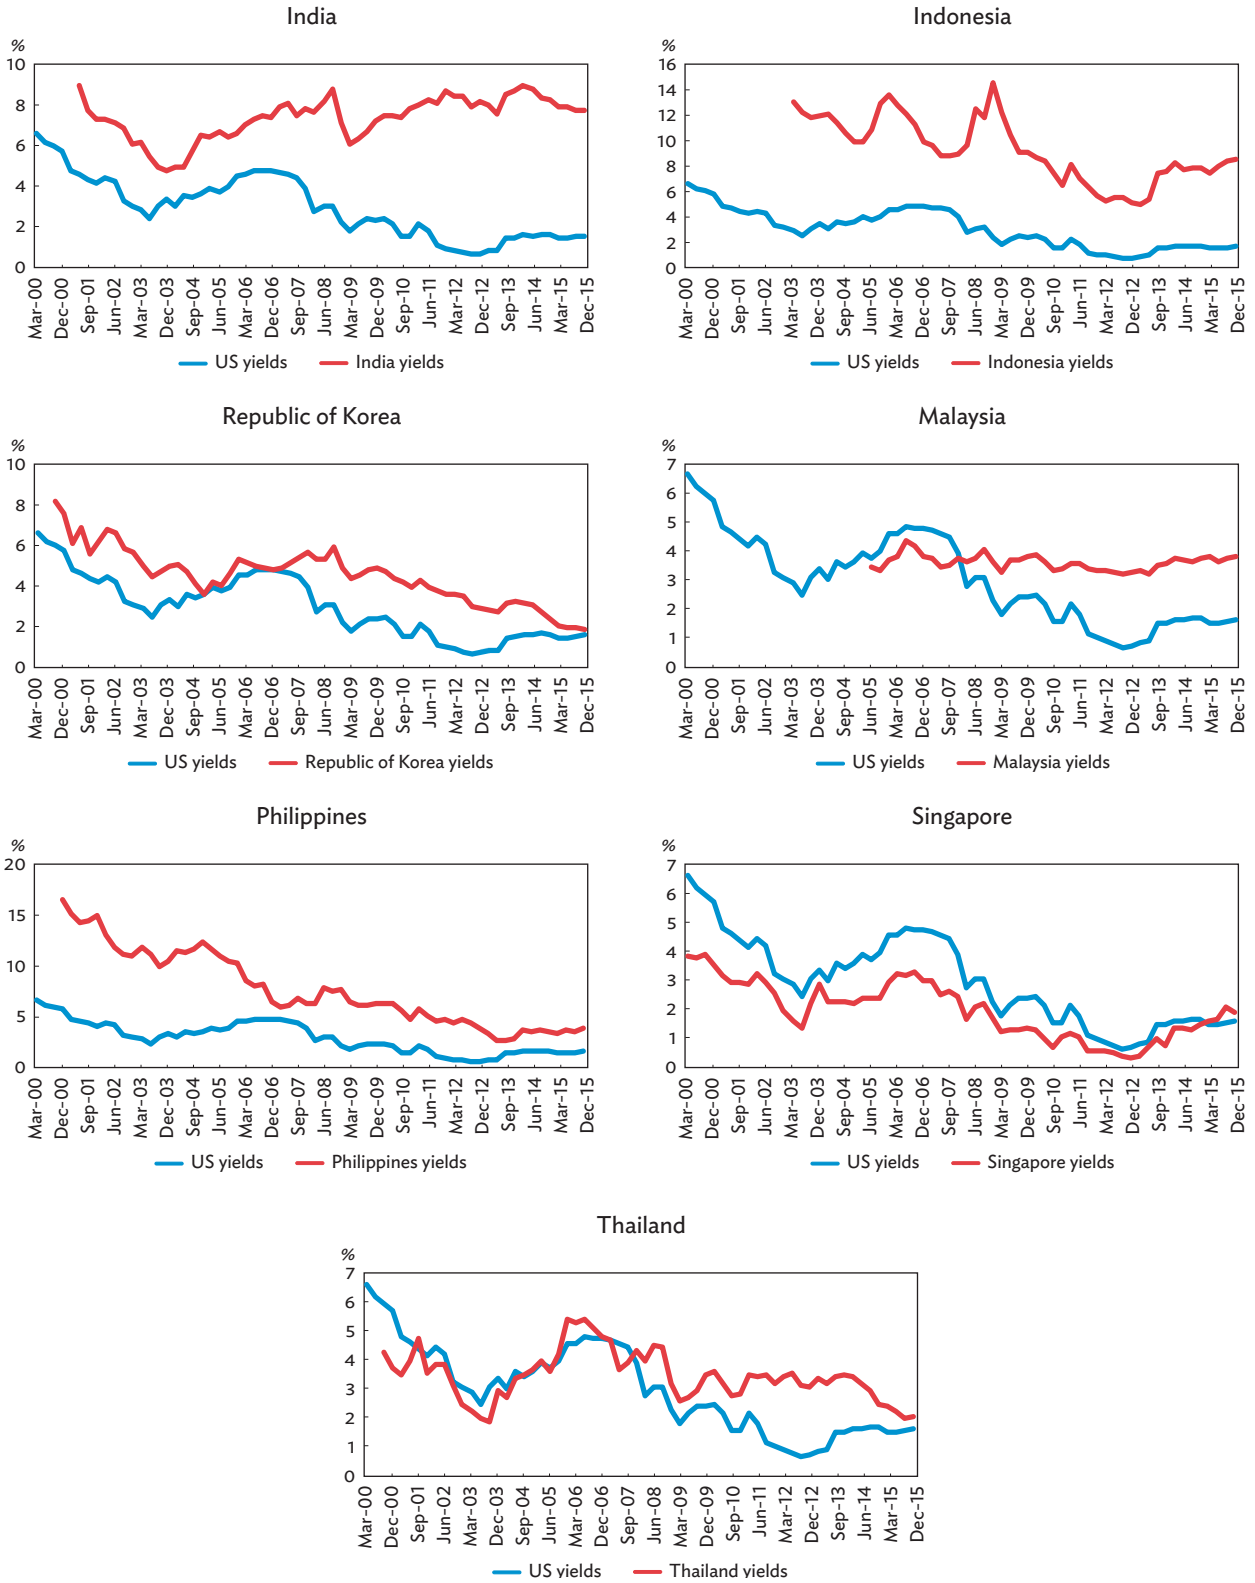 India
%
10
8
6
4
2
0
Mar–00
Dec–00
Sep–01
Jun–02
Mar–03
Dec–03
Sep–04
Jun–05
Mar–06
Dec–06
Sep–07
Jun–08
Mar–09
Dec–09
Sep–10
Jun–11
Mar–12
Dec–12
Sep–13
Jun–14
Mar–15
Dec–15
US yields India yields
Indonesia
%
16
14
12
10
8
6
4
2
0
Mar–00
Dec–00
Sep–01
Jun–02
Mar–03
Dec–03
Sep–04
Jun–05
Mar–06
Dec–06
Sep–07
Jun–08
Mar–09
Dec–09
Sep–10
Jun–11
Mar–12
Dec–12
Sep–13
Jun–14
Mar–15
Dec–15
US yields Indonesia yields
Republic of Korea
%
10
8
6
4
2
0
Mar–00
Dec–00
Sep–01
Jun–02
Mar–03
Dec–03
Sep–04
Jun–05
Mar–06
Dec–06
Sep–07
Jun–08
Mar–09
Dec–09
Sep–10
Jun–11
Mar–12
Dec–12
Sep–13
Jun–14
Mar–15
Dec–15
US yields Republic of Korea yields
Malaysia
%
7
6
5
4
3
2
1
0
Mar–00
Dec–00
Sep–01
Jun–02
Mar–03
Dec–03
Sep–04
Jun–05
Mar–06
Dec–06
Sep–07
Jun–08
Mar–09
Dec–09
Sep–10
Jun–11
Mar–12
Dec–12
Sep–13
Jun–14
Mar–15
Dec–15
US yields Malaysia yields
Philippines
%
20
15
10
5
0
Mar–00
Dec–00
Sep–01
Jun–02
Mar–03
Dec–03
Sep–04
Jun–05
Mar–06
Dec–06
Sep–07
Jun–08
Mar–09
Dec–09
Sep–10
Jun–11
Mar–12
Dec–12
Sep–13
Jun–14
Mar–15
Dec–15
US yields Philippines yields
Singapore
%
7
6
5
4
3
2
1
0
Mar–00
Dec–00
Sep–01
Jun–02
Mar–03
Dec–03
Sep–04
Jun–05
Mar–06
Dec–06
Sep–07
Jun–08
Mar–09
Dec–09
Sep–10
Jun–11
Mar–12
Dec–12
Sep–13
Jun–14
Mar–15
Dec–15
US yields Singapore yields
Thailand
%
7
6
5
4
3
2
1
0
Mar–00
Dec–00
Sep–01
Jun–02
Dec–03
Sep–04
Jun–05
Mar–06
Dec–06
Sep–07
Jun–08
Mar–09
Dec–09
Sep–10
Jun–11
Mar–12
Dec–12
Sep–13
Jun–14
Mar–15
Dec–15
US yields Thailand yields